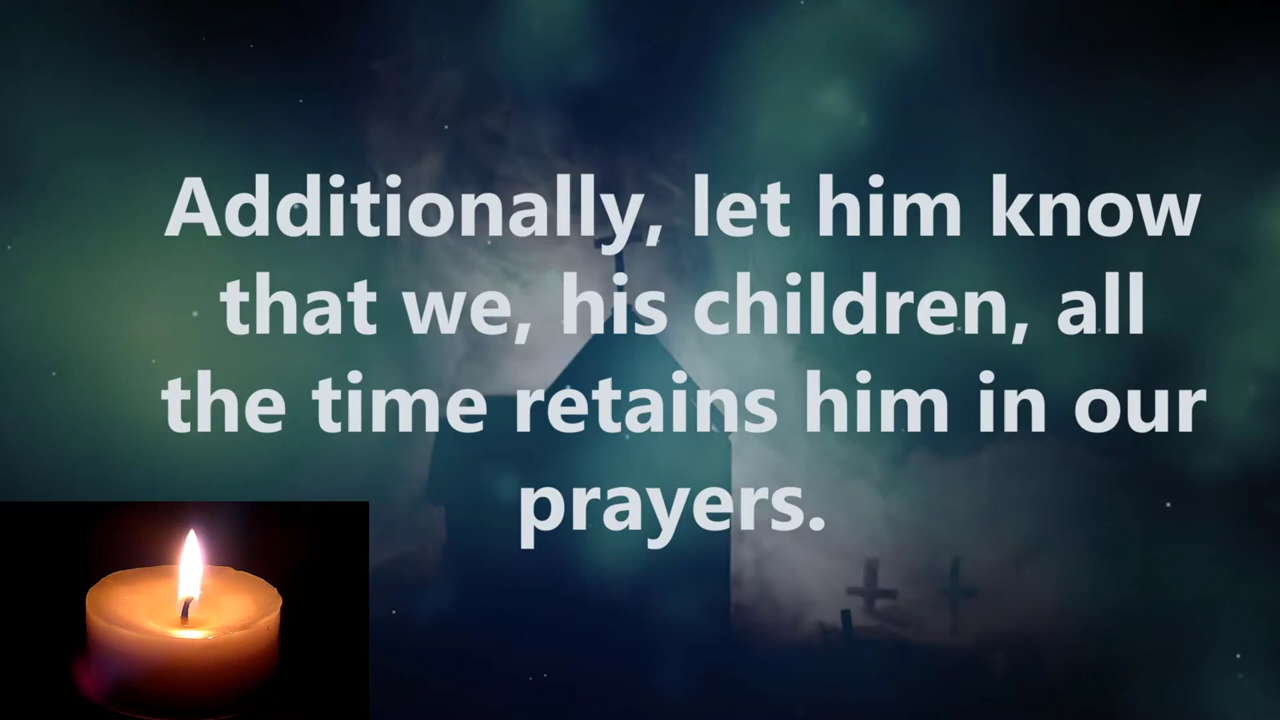 Additionally, let him know
that we, his children, all
the time retains him in our
prayers.